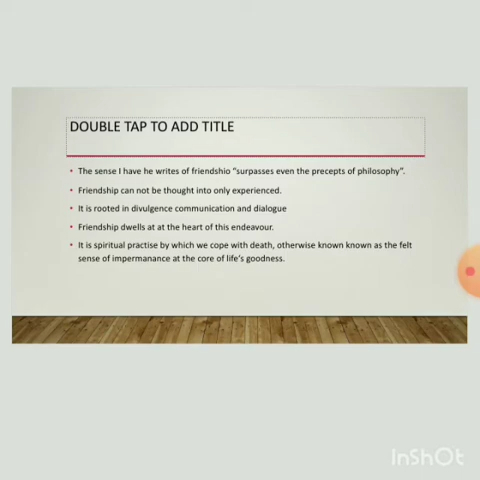 DOUBLE TAP TO ADD TITLE
• The sense I have he writes of friendshio “surpasses even the precepts of philosophy”.
• Friendship can not be thought into only experienced.
• It is rooted in divulgence communication and dialogue
• Friendship dwells at at the heart of this endeavour.
• It is spiritual practise by which we cope with death, otherwise known known as the felt
sense of impermanance at the core of life’s goodness.
InShOt